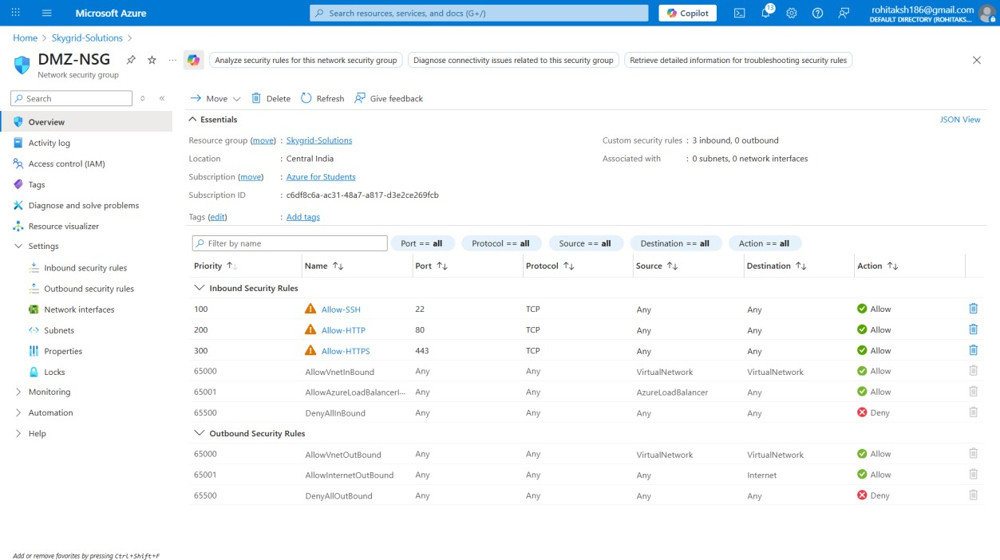 Microsoft Azure
Search resources, services, and docs (G+/)
Copilot
13
rohitaksh186@gmail.com
DEFAULT DIRECTORY (ROHITAKS...
Home > Skygrid-Solutions >
DMZ-NSG
Network security group
Analyze security rules for this network security group
Diagnose connectivity issues related to this security group
Retrieve detailed information for troubleshooting security rules
Search
Move Delete Refresh Give feedback
Overview
Activity log
Access control (IAM)
Tags
Diagnose and solve problems
Resource visualizer
Settings
Inbound security rules
Outbound security rules
Network interfaces
Subnets
Properties
Locks
Monitoring
Automation
Help
Essentials
JSON View
Resource group (move) : Skygrid-Solutions
Location : Central India
Subscription (move) : Azure for Students
Subscription ID : c6df8c6a-ac31-48a7-a817-d3e2ce269fcb
Tags (edit) : Add tags
Custom security rules : 3 inbound, 0 outbound
Associated with : 0 subnets, 0 network interfaces
Filter by name Port == all Protocol == all Source == all Destination == all Action == all
Priority Name Port Protocol Source Destination Action
Inbound Security Rules
100 Allow-SSH 22 TCP Any Any Allow
200 Allow-HTTP 80 TCP Any Any Allow
300 Allow-HTTPS 443 TCP Any Any Allow
65000 AllowVnetInBound Any Any VirtualNetwork VirtualNetwork Allow
65001 AllowAzureLoadBalancerI... Any Any AzureLoadBalancer Any Allow
65500 DenyAllInBound Any Any Any Any Deny
Outbound Security Rules
65000 AllowVnetOutBound Any Any VirtualNetwork VirtualNetwork Allow
65001 AllowInternetOutBound Any Any Any Internet Allow
65500 DenyAllOutBound Any Any Any Any Deny
Add or remove favorites by pressing Ctrl+Shift+F